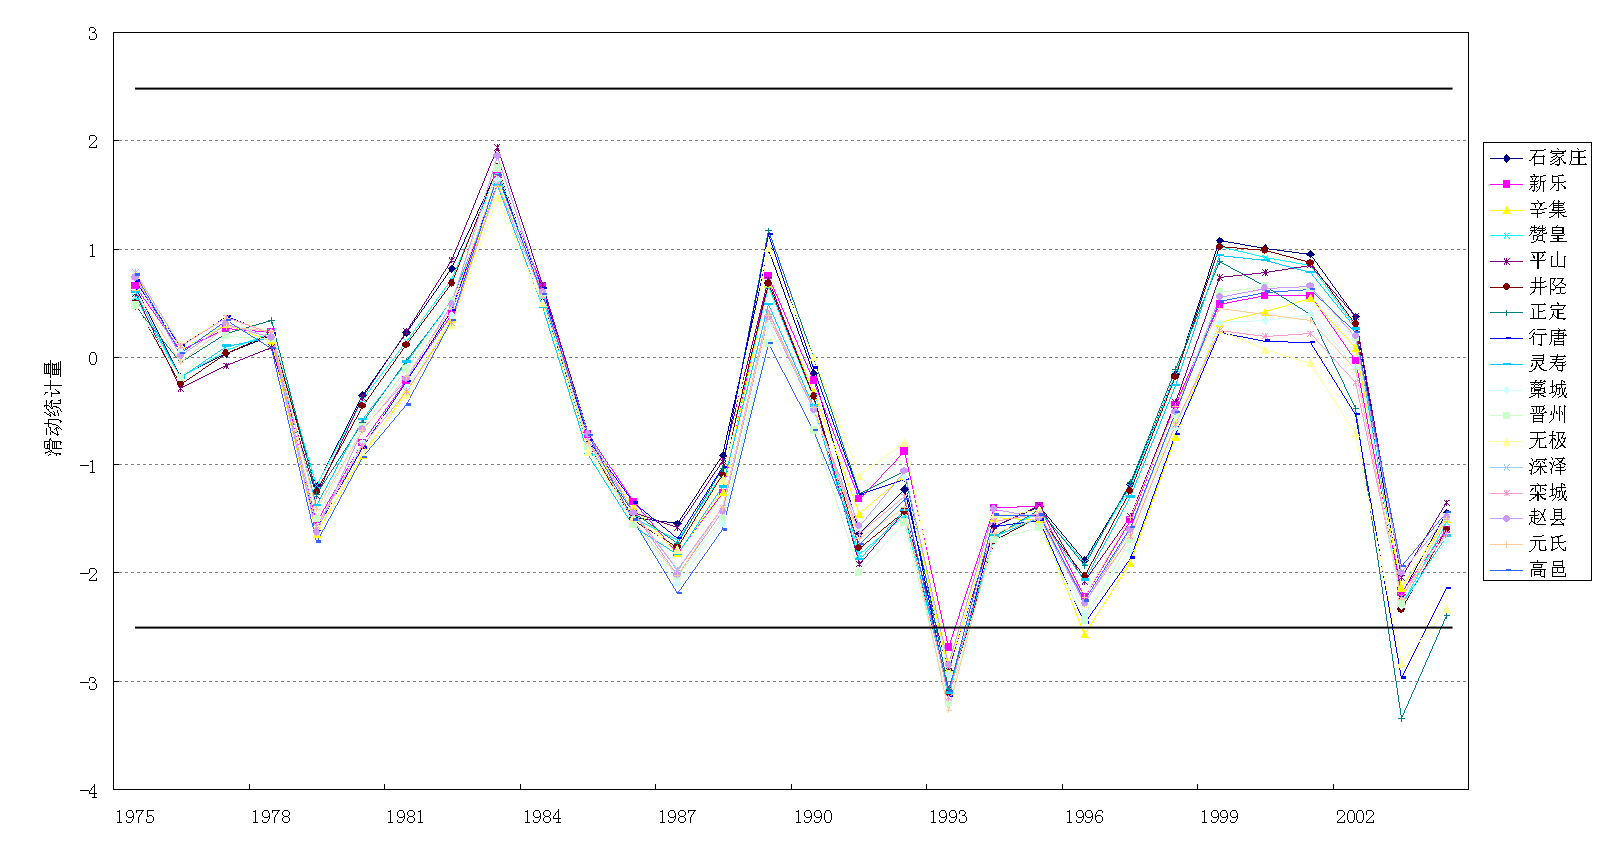 3
2
1
0
-1
-2
-3
-4
滑动统计量
1975 1978 1981 1984 1987 1990 1993 1996 1999 2002
石家庄
新乐
辛集
赞皇
平山
井陉
正定
行唐
灵寿
藁城
晋州
无极
深泽
栾城
赵县
元氏
高邑